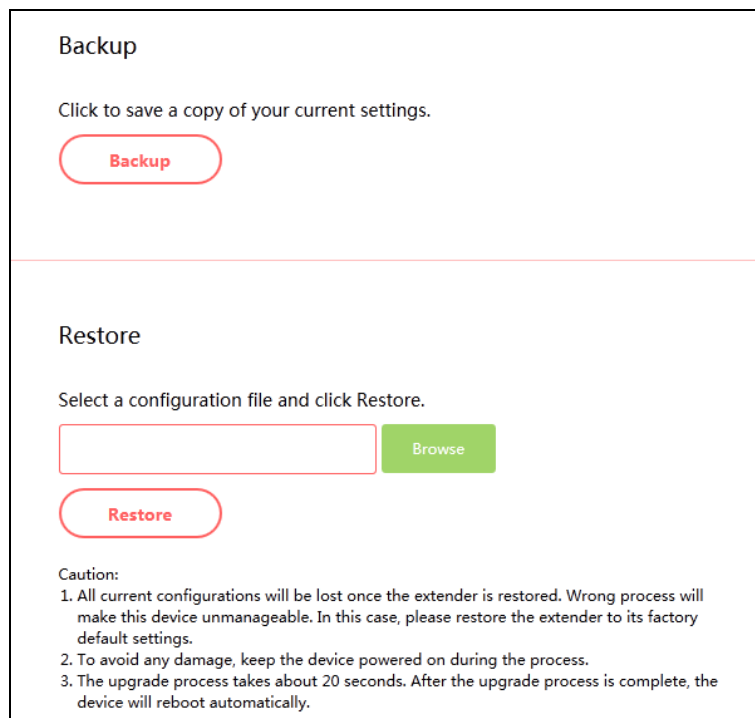 Backup
Click to save a copy of your current settings.
Backup
Restore
Select a configuration file and click Restore.
Browse
Restore
Caution:
1. All current configurations will be lost once the extender is restored. Wrong process will
make this device unmanageable. In this case, please restore the extender to its factory
default settings.
2. To avoid any damage, keep the device powered on during the process.
3. The upgrade process takes about 20 seconds. After the upgrade process is complete, the
device will reboot automatically.